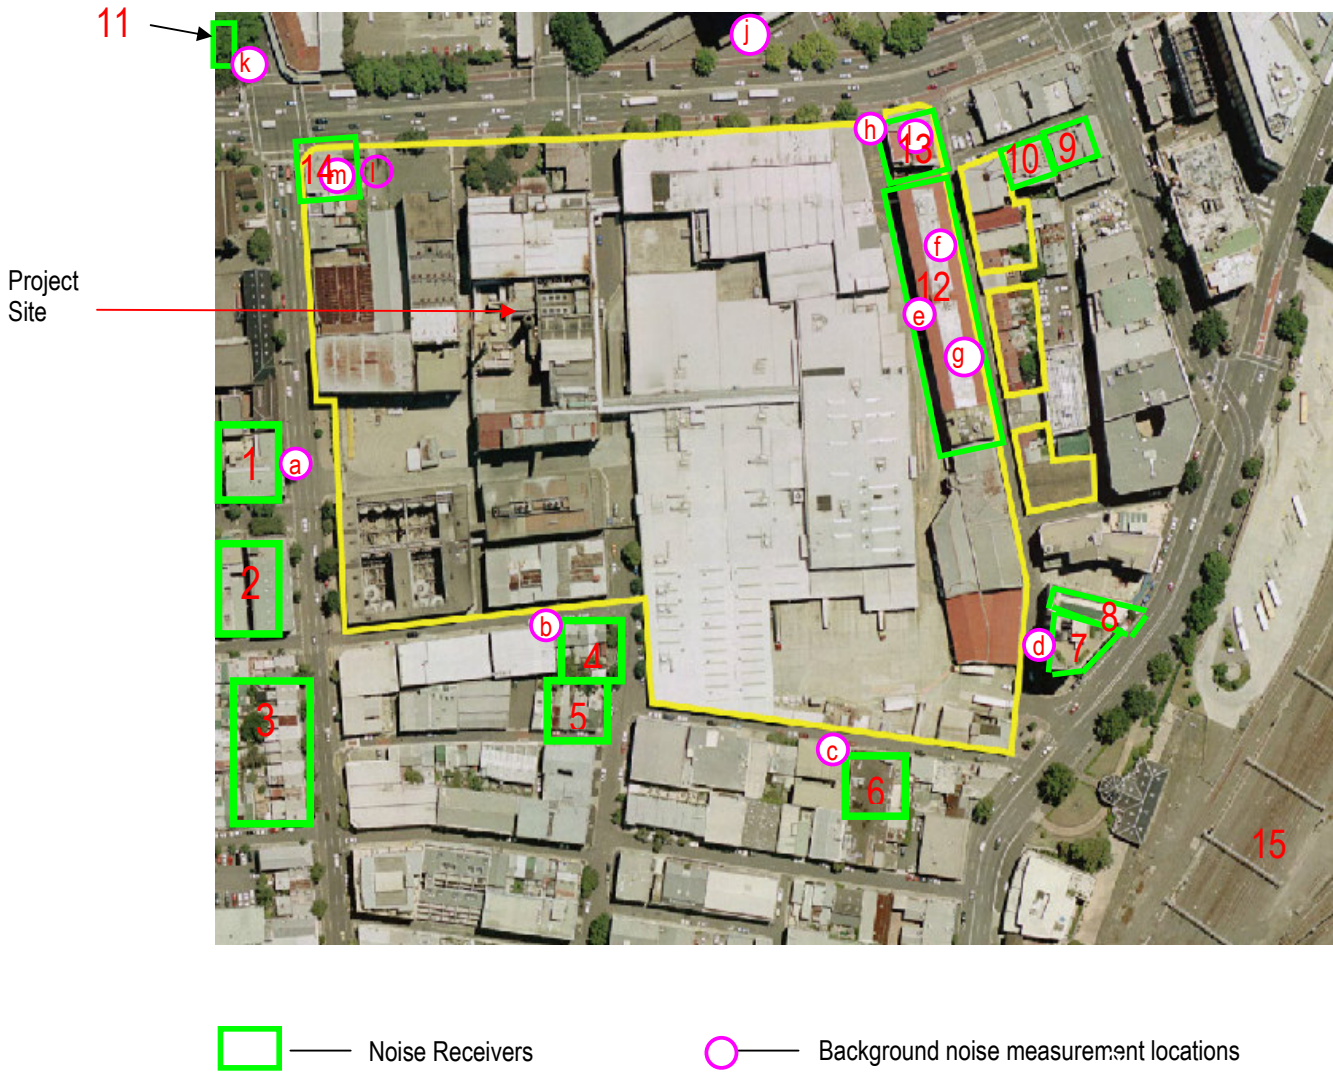 11
j
k
h
i
13
10
9
14
m
l
f
Project
Site
12
e
g
1
a
2
b
4
d
7
8
3
5
c
6
15
Noise Receivers
Background noise measurement locations